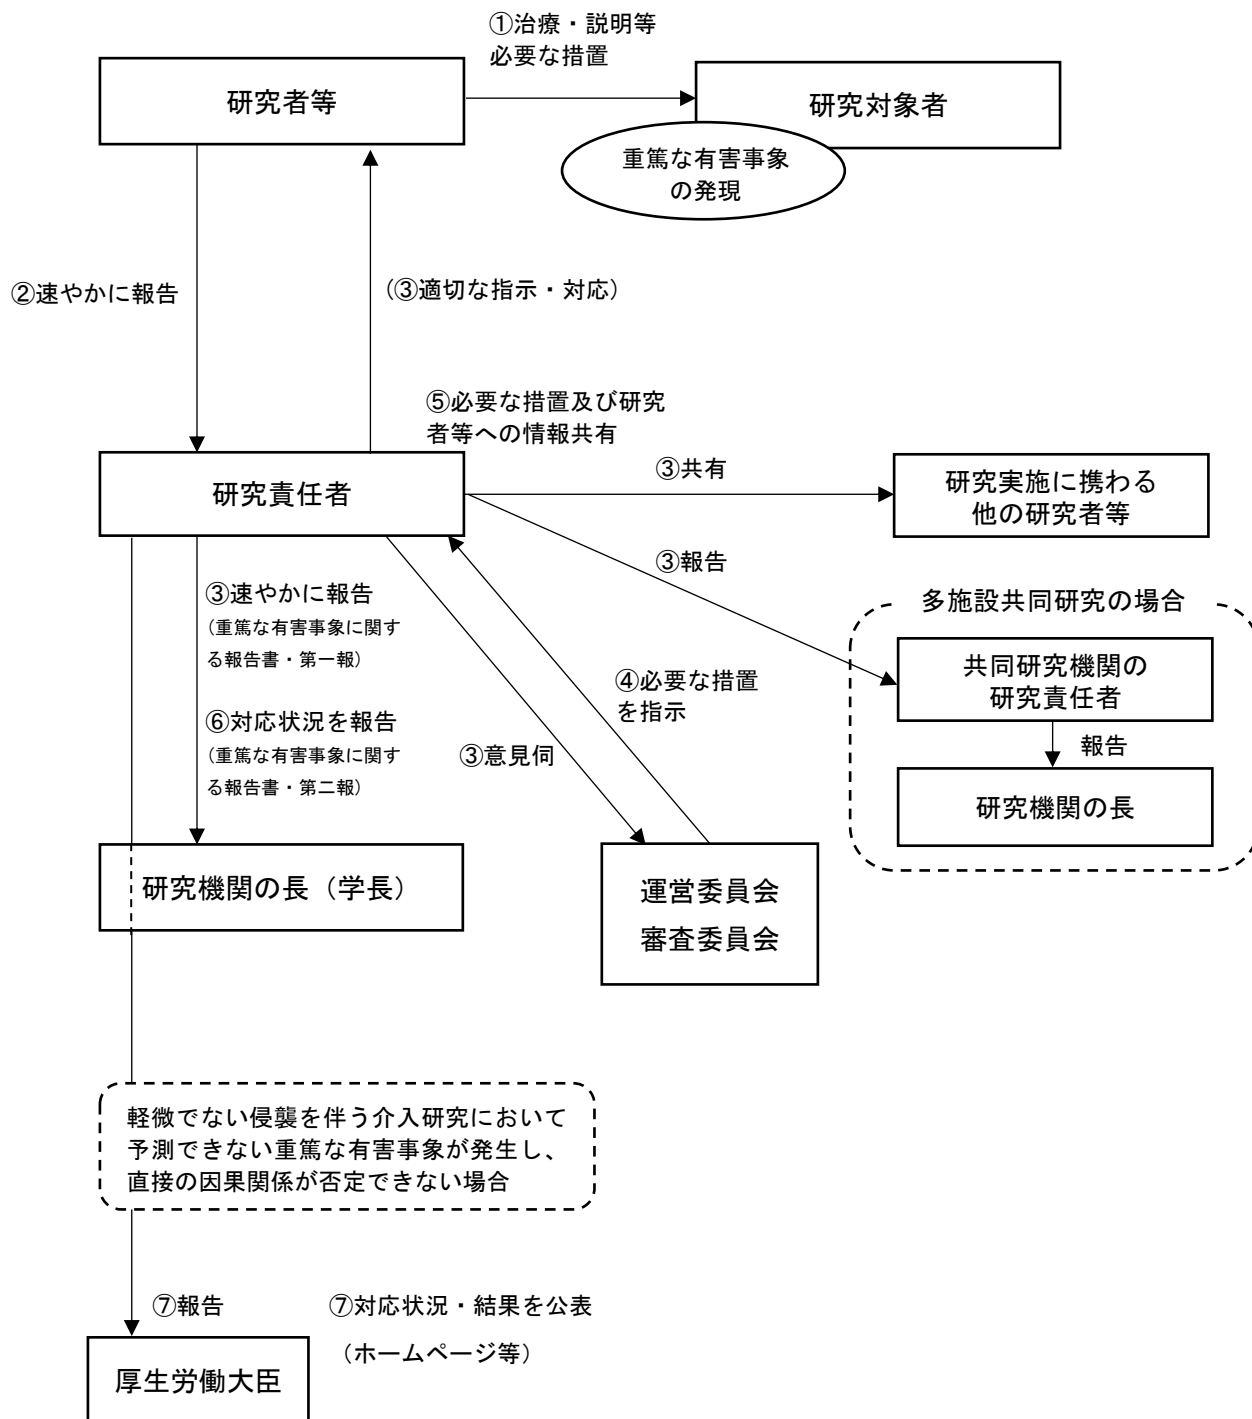 ①治療・説明等
必要な措置
研究者等
研究対象者
重篤な有害事象
の発現
②速やかに報告
(③適切な指示・対応)
⑤必要な措置及び研究
者等への情報共有
研究責任者
③共有
研究実施に携わる
他の研究者等
③報告
③速やかに報告
(重篤な有害事象に関す
る報告書・第一報)
多施設共同研究の場合
共同研究機関の
研究責任者
④必要な措置
を指示
⑥対応状況を報告
(重篤な有害事象に関す
る報告書・第二報)
③意見伺
報告
研究機関の長
研究機関の長（学長）
運営委員会
審査委員会
軽微でない侵襲を伴う介入研究において
予測できない重篤な有害事象が発生し、
直接の因果関係が否定できない場合
⑦報告
⑦対応状況・結果を公表
（ホームページ等）
厚生労働大臣